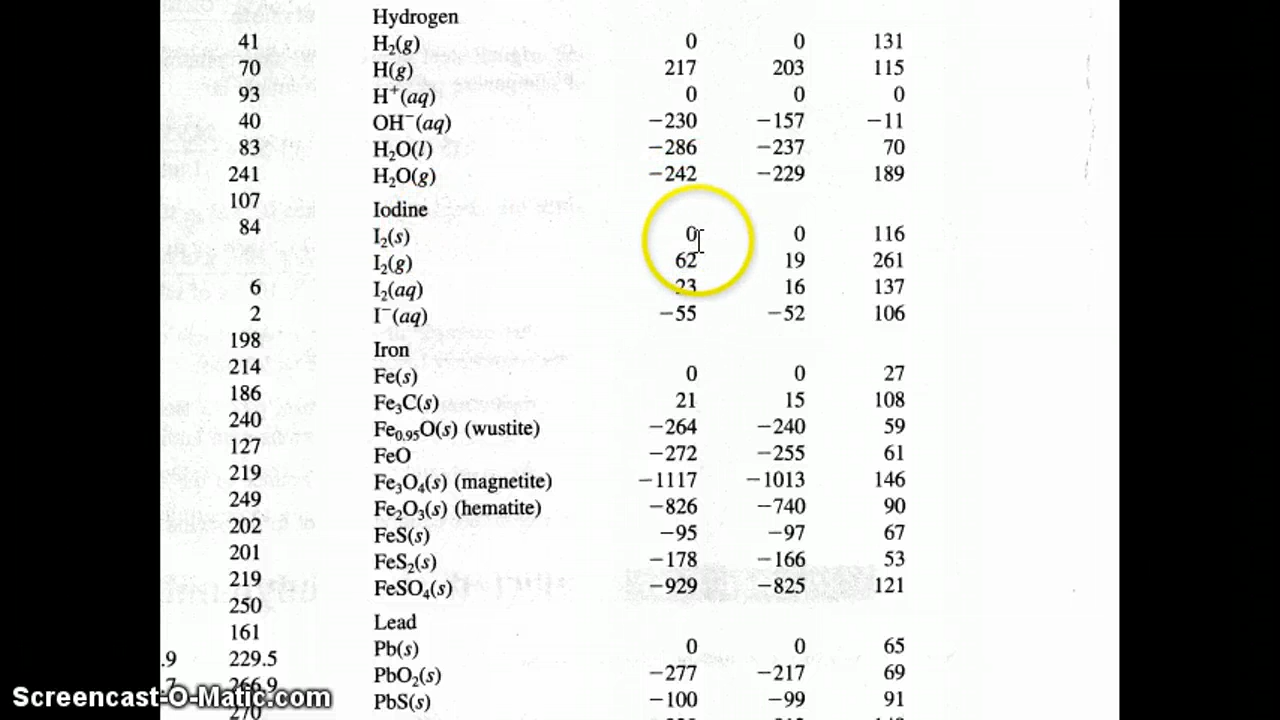 Hydrogen
41 H₂(g) 0 0 131
70 H(g) 217 203 115
93 H⁺(aq) 0 0 0
40 OH⁻(aq) −230 −157 −11
83 H₂O(l) −286 −237 70
241 H₂O(g) −242 −229 189
107
Iodine
84
I₂(s) 0 0 116
I₂(g) 62 19 261
6 I₂(aq) 23 16 137
2 I⁻(aq) −55 −52 106
198
Iron
214 Fe(s) 0 0 27
186
Fe₃C(s) 21 15 108
240 Fe₀.₉₅O(s) (wustite) −264 −240 59
127
FeO −272 −255 61
219 Fe₃O₄(s) (magnetite) −1117 −1013 146
249 Fe₂O₃(s) (hematite) −826 −740 90
202
FeS(s) −95 −97 67
201 FeS₂(s) −178 −166 53
219 FeSO₄(s) −929 −825 121
250
Lead
161
Pb(s) 0 0 65
.9 229.5
PbO₂(s) −277 −217 69
266.9
PbS(s) −100 −99 91
270
Screencast-O-Matic.com